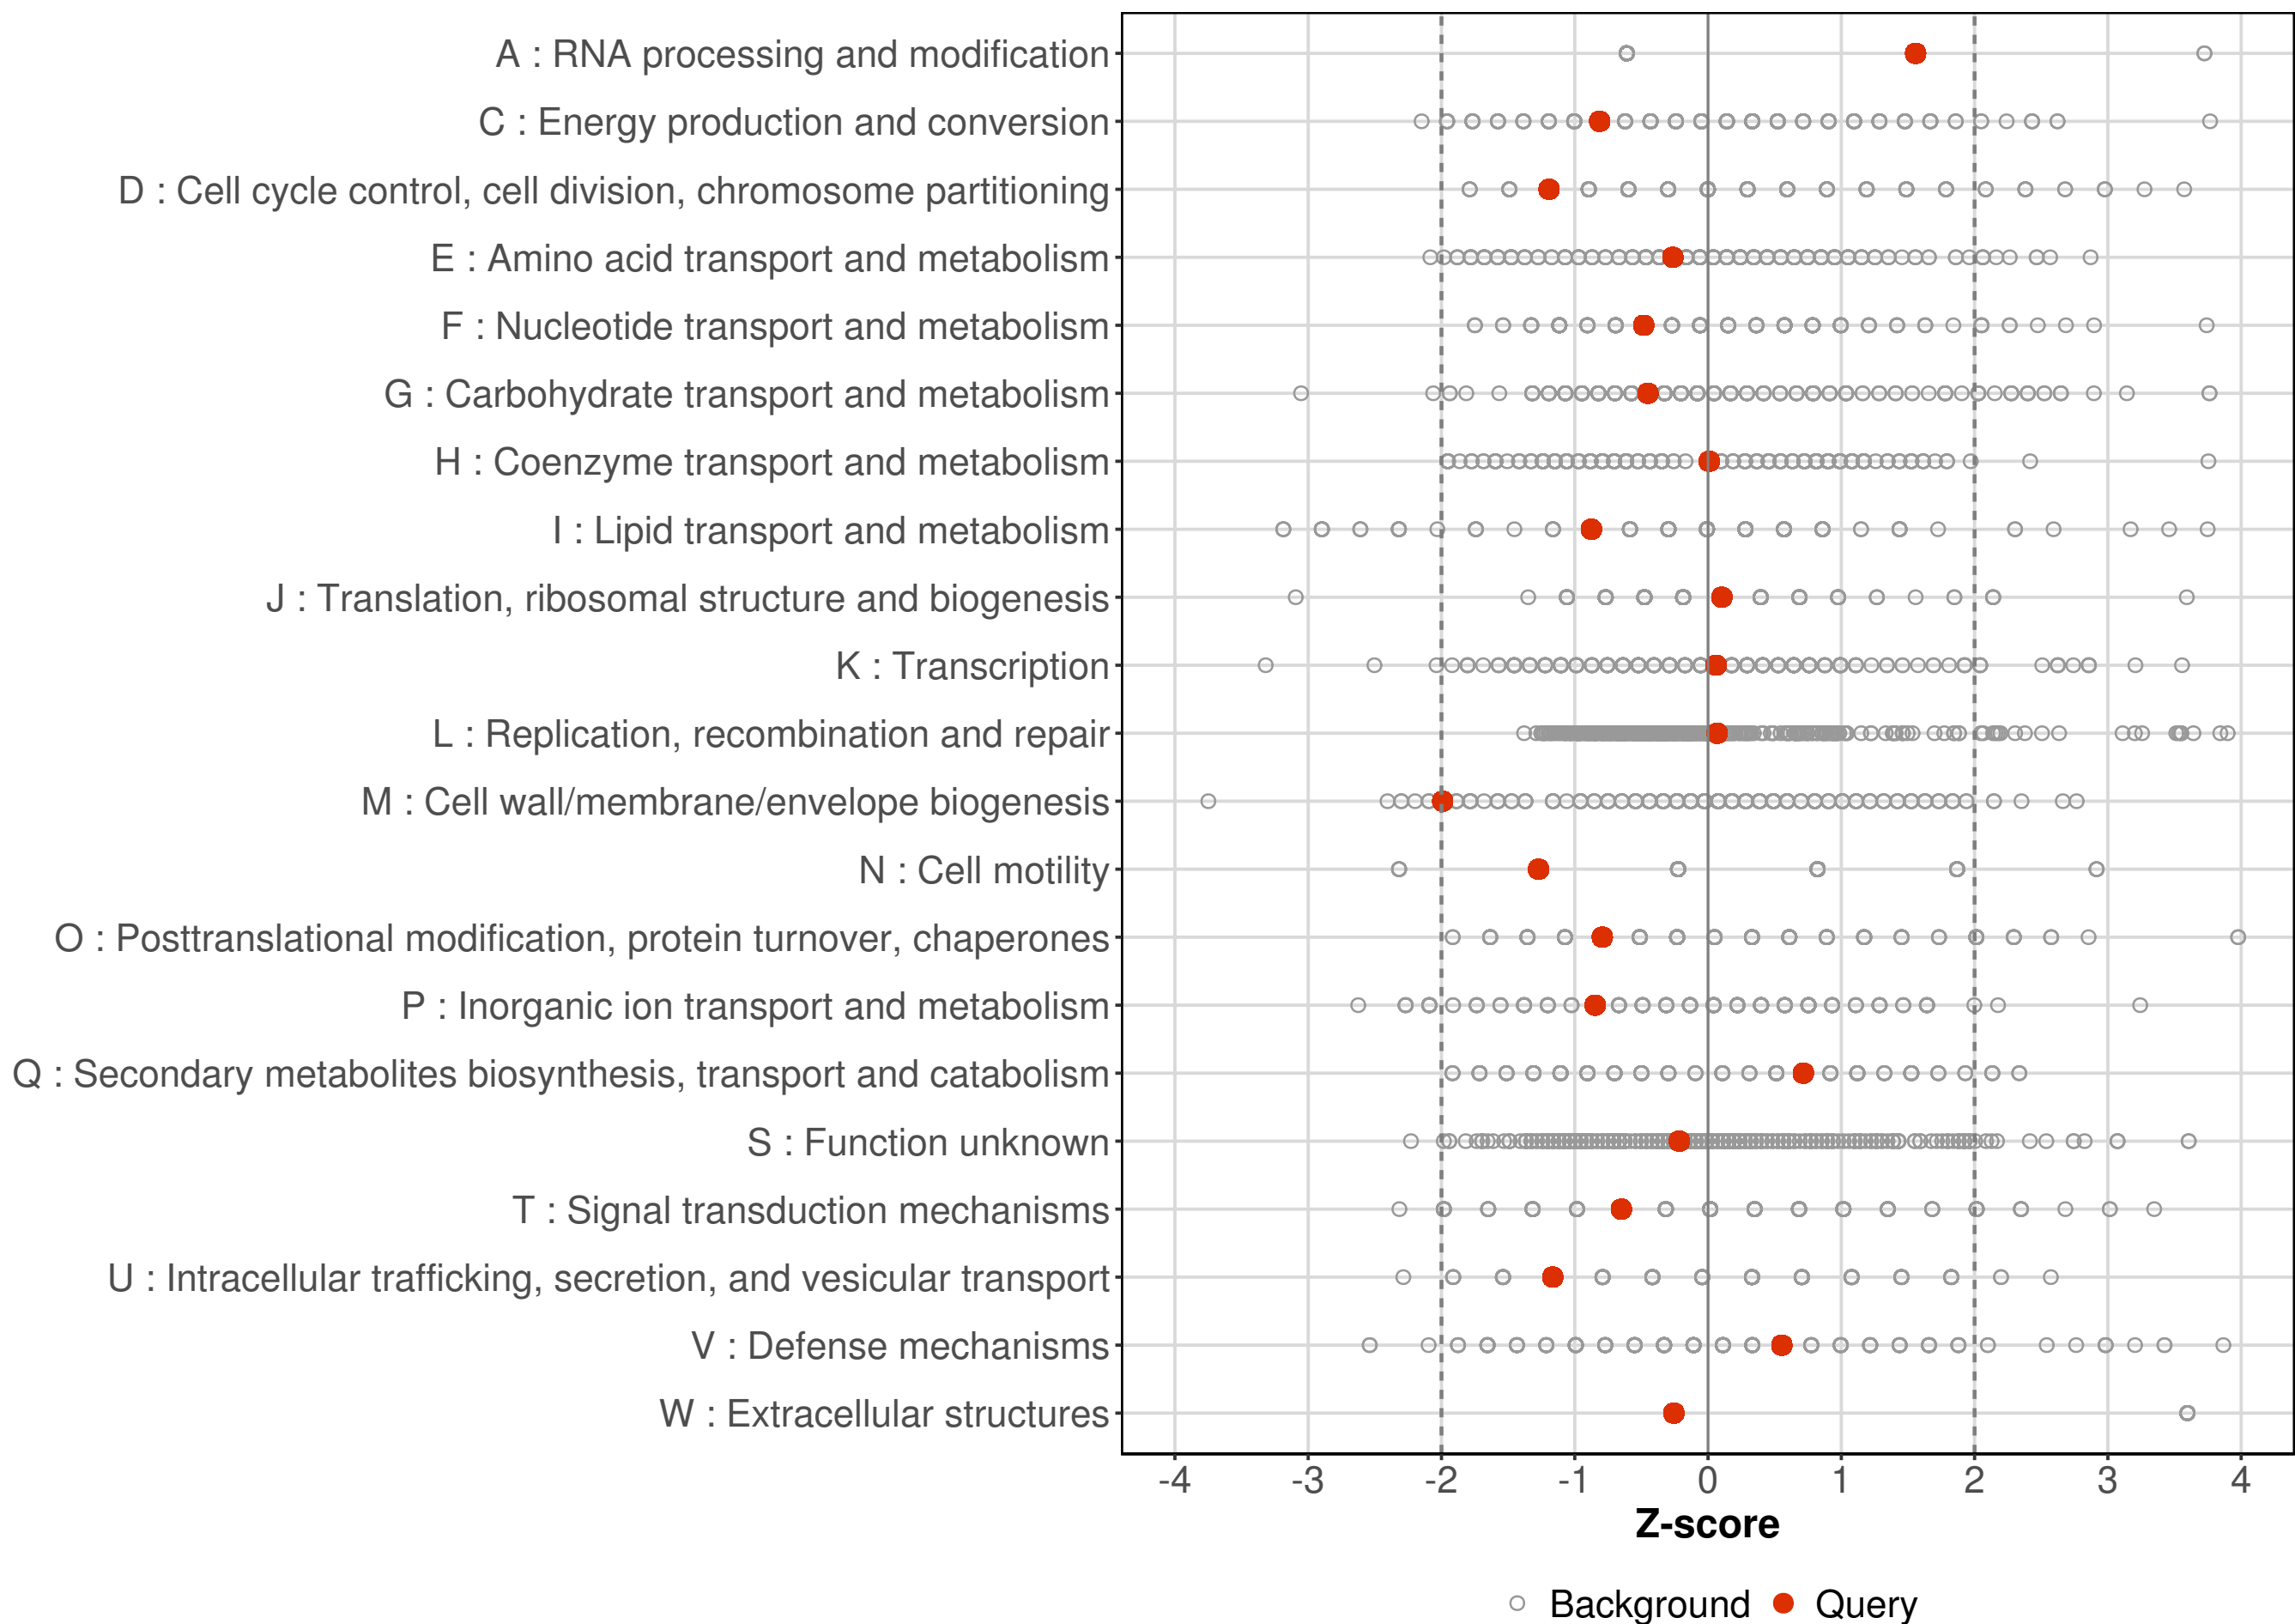 A : RNA processing and modification
C : Energy production and conversion
D : Cell cycle control, cell division, chromosome partitioning
E : Amino acid transport and metabolism
F : Nucleotide transport and metabolism
G : Carbohydrate transport and metabolism
H : Coenzyme transport and metabolism
I : Lipid transport and metabolism
J : Translation, ribosomal structure and biogenesis
K : Transcription
L : Replication, recombination and repair
M : Cell wall/membrane/envelope biogenesis
N : Cell motility
O : Posttranslational modification, protein turnover, chaperones
P : Inorganic ion transport and metabolism
Q : Secondary metabolites biosynthesis, transport and catabolism
S : Function unknown
T : Signal transduction mechanisms
U : Intracellular trafficking, secretion, and vesicular transport
V : Defense mechanisms
W : Extracellular structures
-4 -3 -2 -1 0 1 2 3 4
Z-score
Background Query